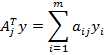 $A_j^T y = \sum_{i=1}^{m} a_{ij} y_i$